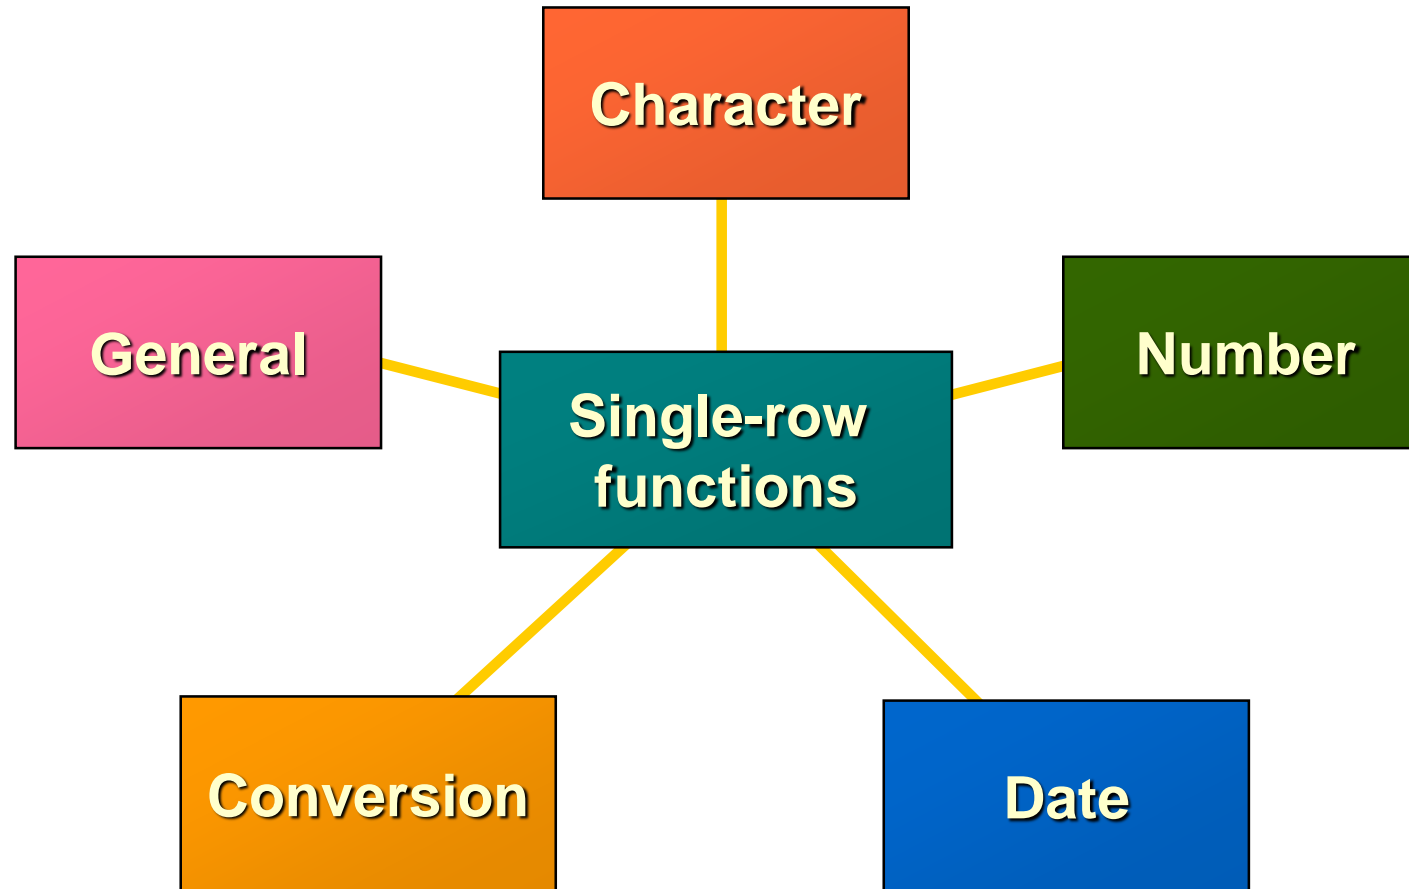 Character
General
Number
Single-row
functions
Conversion
Date